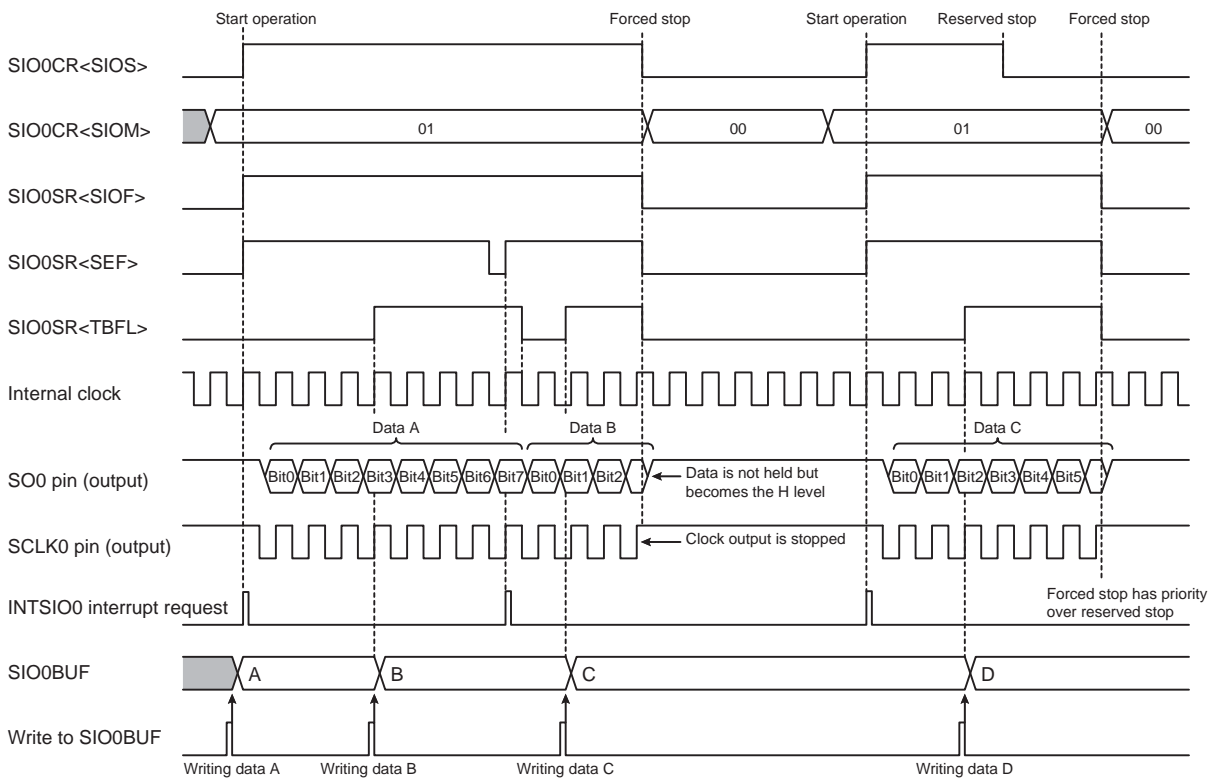 Start operation Forced stop Start operation Reserved stop Forced stop
SIO0CR<SIOS>
SIO0CR<SIOM> 01 00 01 00
SIO0SR<SIOF>
SIO0SR<SEF>
SIO0SR<TBFL>
Internal clock
Data A Data B Data C
SO0 pin (output) Bit0 Bit1 Bit2 Bit3 Bit4 Bit5 Bit6 Bit7 Bit0 Bit1 Bit2 Data is not held but Bit0 Bit1 Bit2 Bit3 Bit4 Bit5
becomes the H level
SCLK0 pin (output) Clock output is stopped
INTSIO0 interrupt request Forced stop has priority
over reserved stop
SIO0BUF A B C D
Write to SIO0BUF
Writing data A Writing data B Writing data C Writing data D